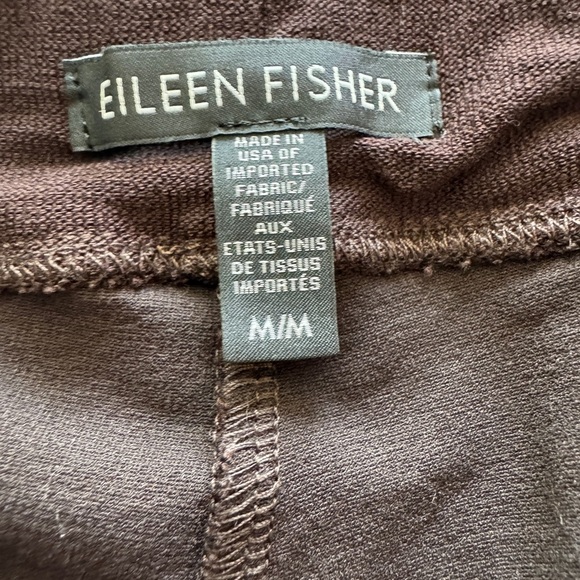 EILEEN FISHER
MADE IN
USA OF
IMPORTED
FABRIC/
FABRIQUÉ
AUX
ETATS-UNIS
DE TISSUS
IMPORTÉS
M/M